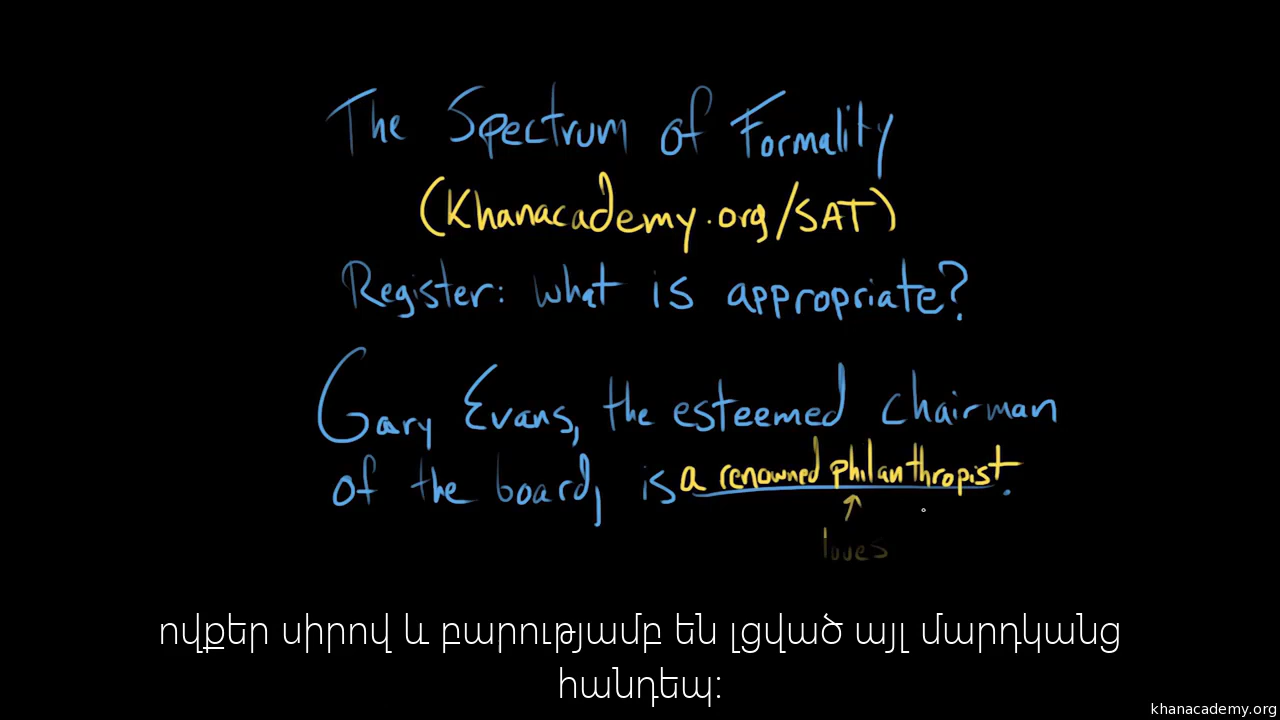 The Spectrum of Formality
(Khanacademy.org/SAT)
Register: what is appropriate?
Gary Evans, the esteemed chairman
of the board, is a renowned philanthropist.
↑
loves
ովքեր սիրով և բարությամբ են լցված այլ մարդկանց
հանդեպ։
khanacademy.org